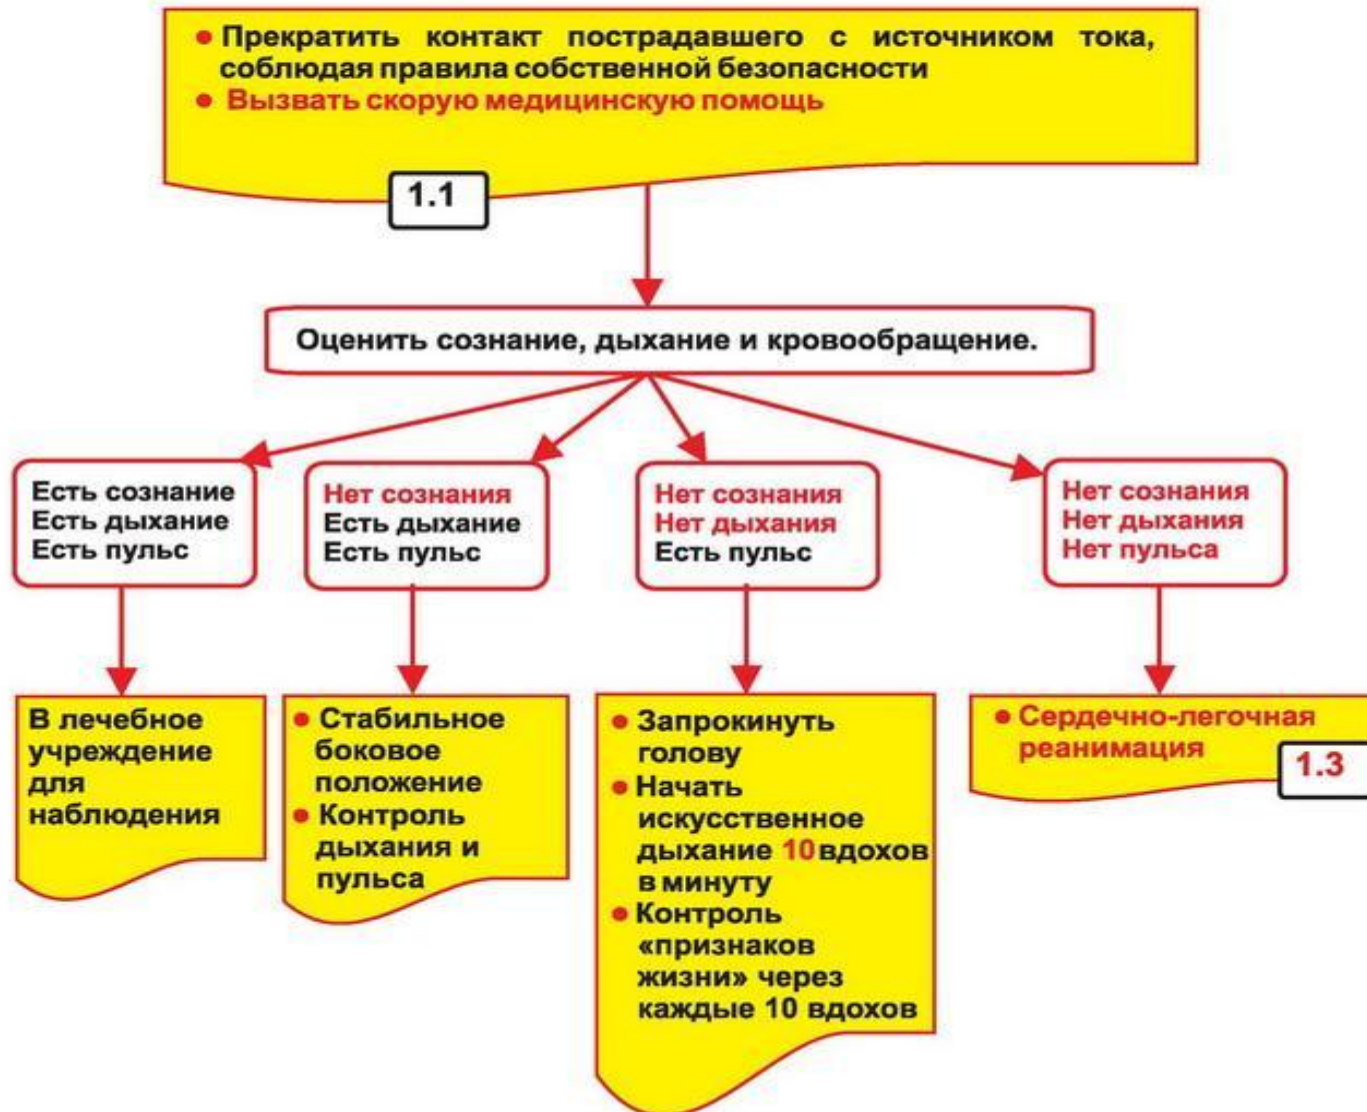 ● Прекратить контакт пострадавшего с источником тока,
соблюдая правила собственной безопасности
● Вызвать скорую медицинскую помощь
1.1
Оценить сознание, дыхание и кровообращение.
Есть сознание
Есть дыхание
Есть пульс
Нет сознания
Есть дыхание
Есть пульс
Нет сознания
Нет дыхания
Есть пульс
Нет сознания
Нет дыхания
Нет пульса
В лечебное
учреждение
для
наблюдения
● Стабильное
боковое
положение
● Контроль
дыхания и
пульса
● Запрокинуть
голову
● Начать
искусственное
дыхание 10 вдохов
в минуту
● Контроль
«признаков
жизни» через
каждые 10 вдохов
● Сердечно-легочная
реанимация
1.3